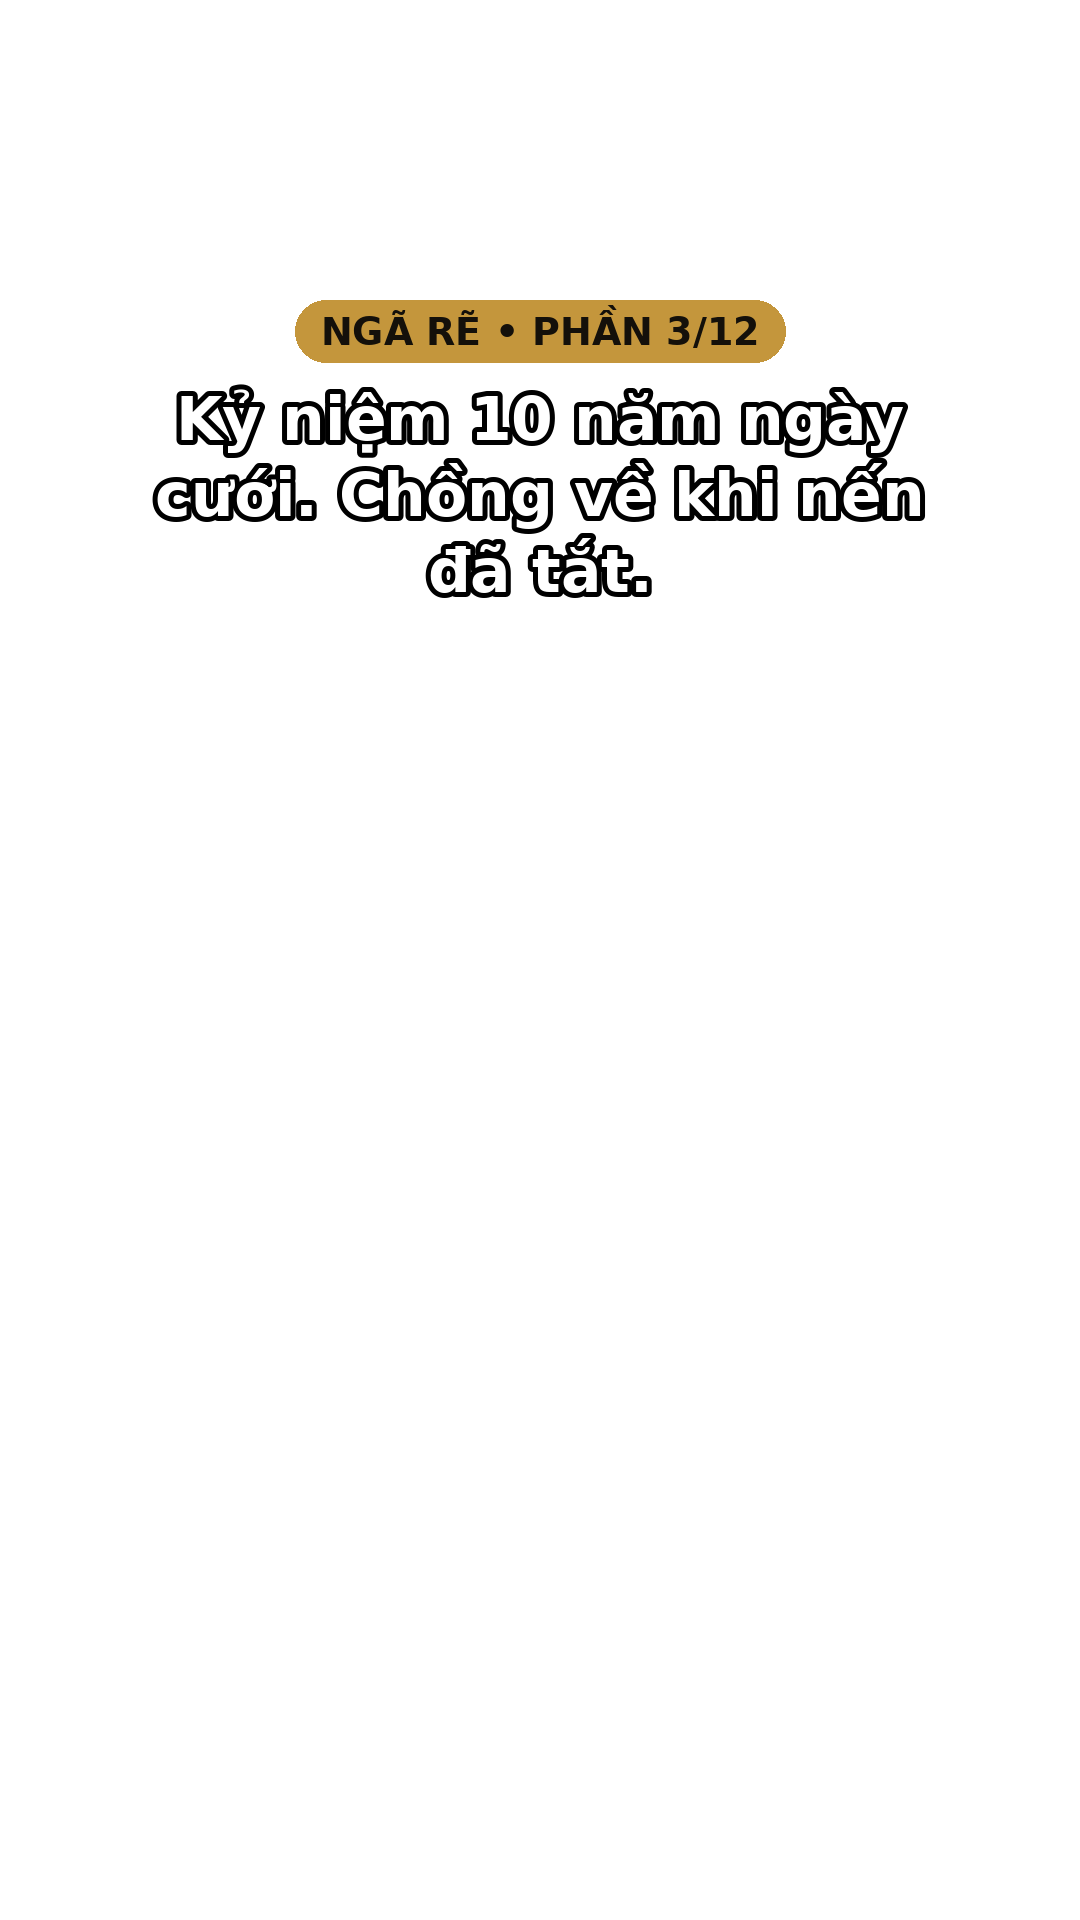 NGÃ RẼ • PHẦN 3/12
Kỷ niệm 10 năm ngày
cưới. Chồng về khi nến
đã tắt.